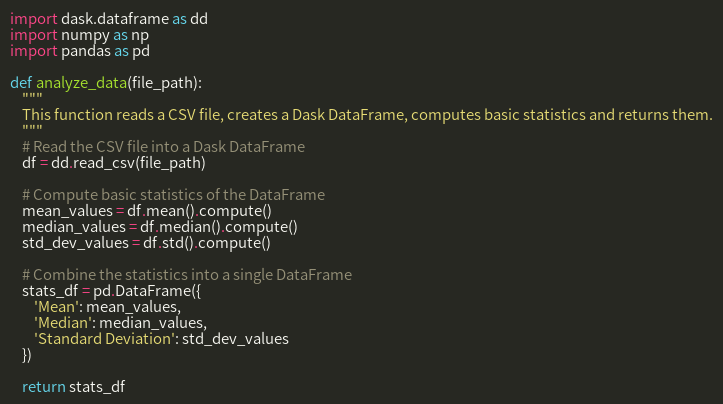 import dask.dataframe as dd
import numpy as np
import pandas as pd

def analyze_data(file_path):
    """
    This function reads a CSV file, creates a Dask DataFrame, computes basic statistics and returns them.
    """
    # Read the CSV file into a Dask DataFrame
    df = dd.read_csv(file_path)

    # Compute basic statistics of the DataFrame
    mean_values = df.mean().compute()
    median_values = df.median().compute()
    std_dev_values = df.std().compute()

    # Combine the statistics into a single DataFrame
    stats_df = pd.DataFrame({
        'Mean': mean_values,
        'Median': median_values,
        'Standard Deviation': std_dev_values
    })

    return stats_df